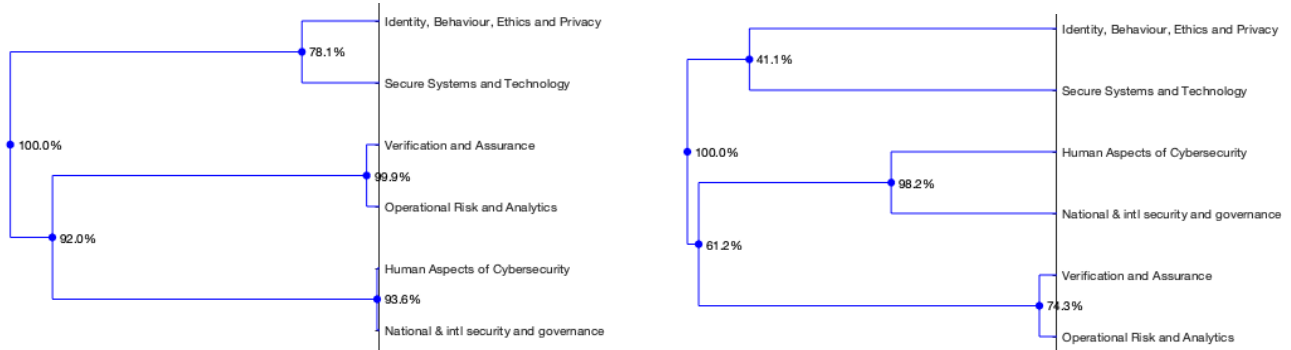 Identity, Behaviour, Ethics and Privacy
78.1%
Secure Systems and Technology
100.0%
Verification and Assurance
99.9%
Operational Risk and Analytics
92.0%
Human Aspects of Cybersecurity
93.6%
National & intl security and governance
Identity, Behaviour, Ethics and Privacy
41.1%
Secure Systems and Technology
100.0%
Human Aspects of Cybersecurity
98.2%
National & intl security and governance
61.2%
Verification and Assurance
74.3%
Operational Risk and Analytics